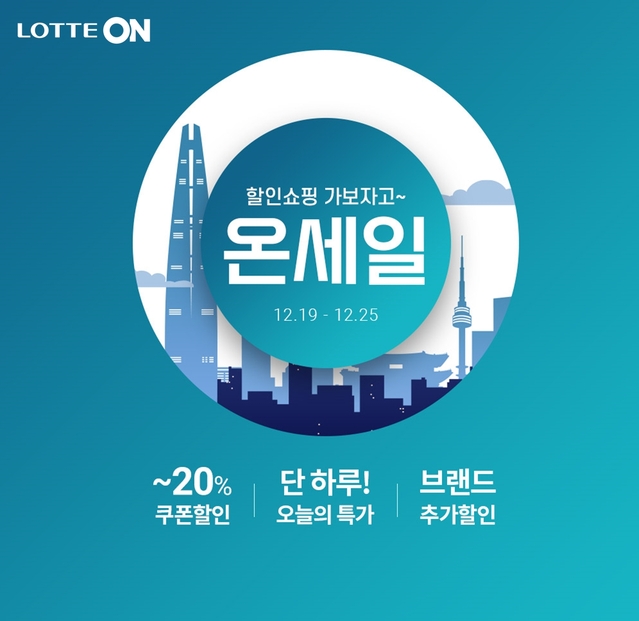 LOTTE ON
할인쇼핑 가보자고~
온세일
12.19 - 12.25
~20%
쿠폰할인
단 하루!
오늘의 특가
브랜드
추가할인